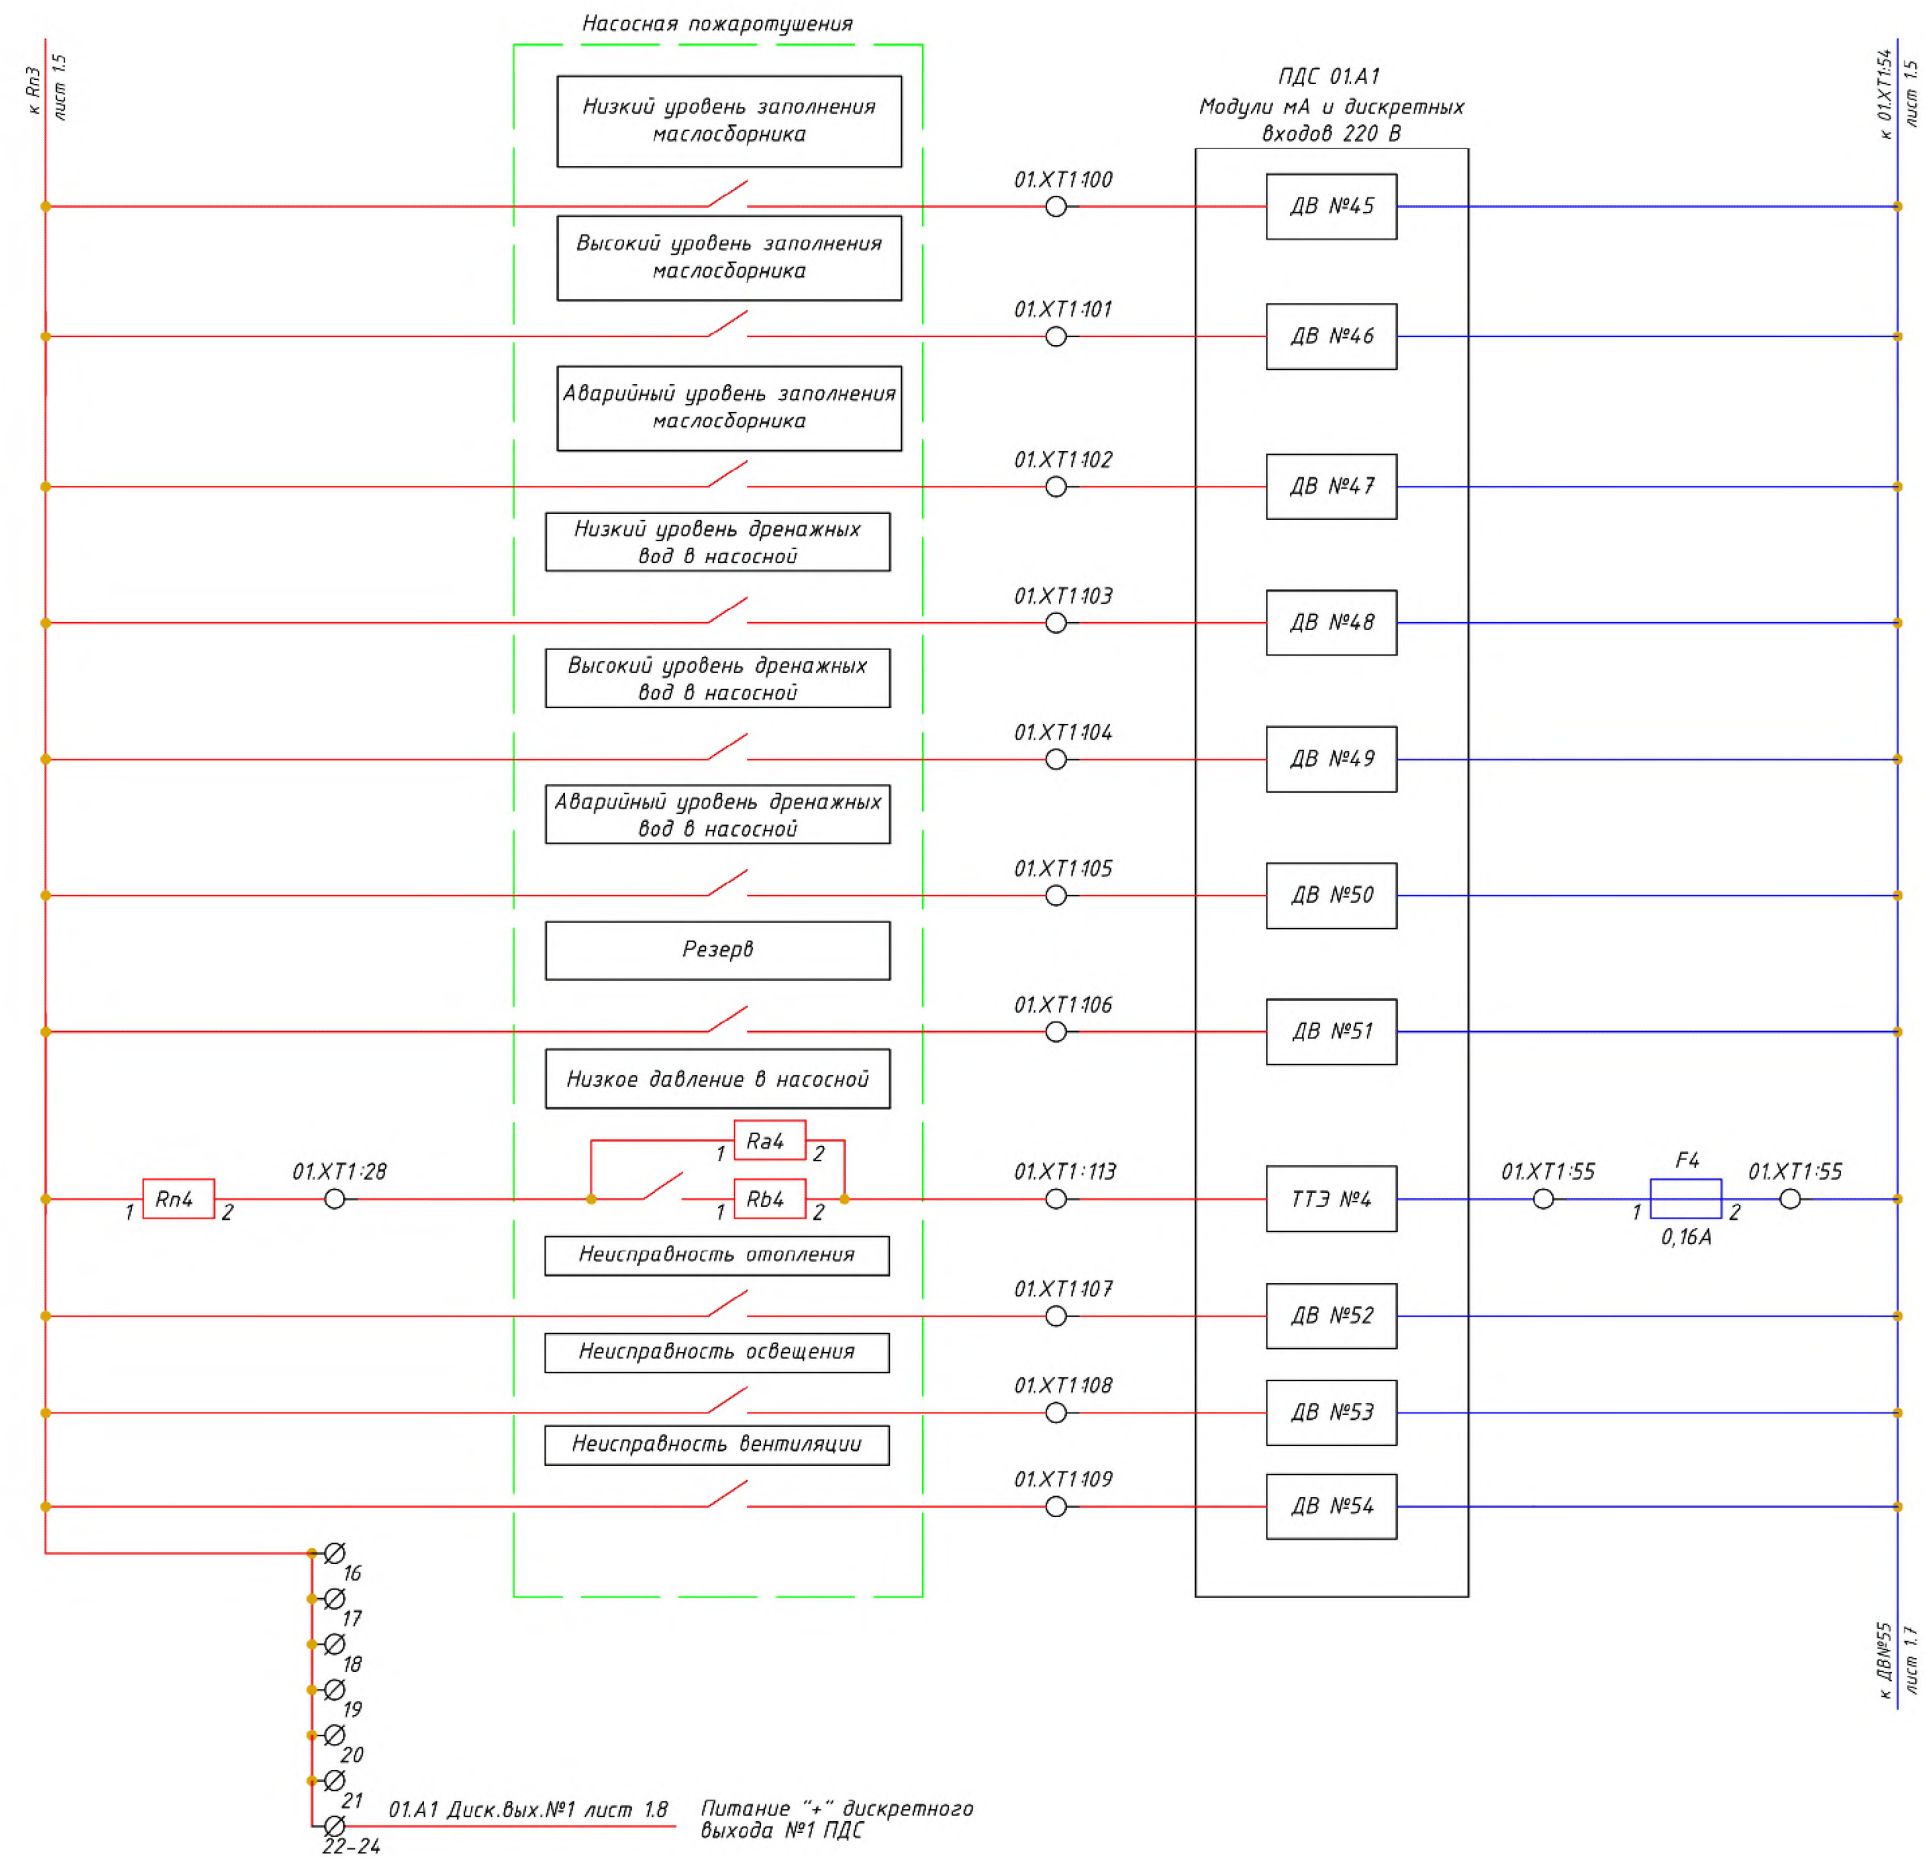 Насосная пожаротушения
к Rп3
лист 1.5
к 01.XT1:54
лист 1.5
ПДС 01.А1
Модули мА и дискретных
входов 220 В
Низкий уровень заполнения
маслосборника
01.XT1:100
ДВ №45
Высокий уровень заполнения
маслосборника
01.XT1:101
ДВ №46
Аварийный уровень заполнения
маслосборника
01.XT1:102
ДВ №47
Низкий уровень дренажных
вод в насосной
01.XT1:103
ДВ №48
Высокий уровень дренажных
вод в насосной
01.XT1:104
ДВ №49
Аварийный уровень дренажных
вод в насосной
01.XT1:105
ДВ №50
Резерв
01.XT1:106
ДВ №51
Низкое давление в насосной
1 Ra4 2
1 Rп4 2
01.XT1:28
1 Rb4 2
01.XT1:113
ТТЭ №4
01.XT1:55
F4
1 2
0,16А
01.XT1:55
Неисправность отопления
01.XT1:107
ДВ №52
Неисправность освещения
01.XT1:108
ДВ №53
Неисправность вентиляции
01.XT1:109
ДВ №54
16
17
18
19
20
21
22-24
01.А1 Диск.вых.№1 лист 1.8
Питание "+" дискретного
выхода №1 ПДС
к ДВ№55
лист 1.7